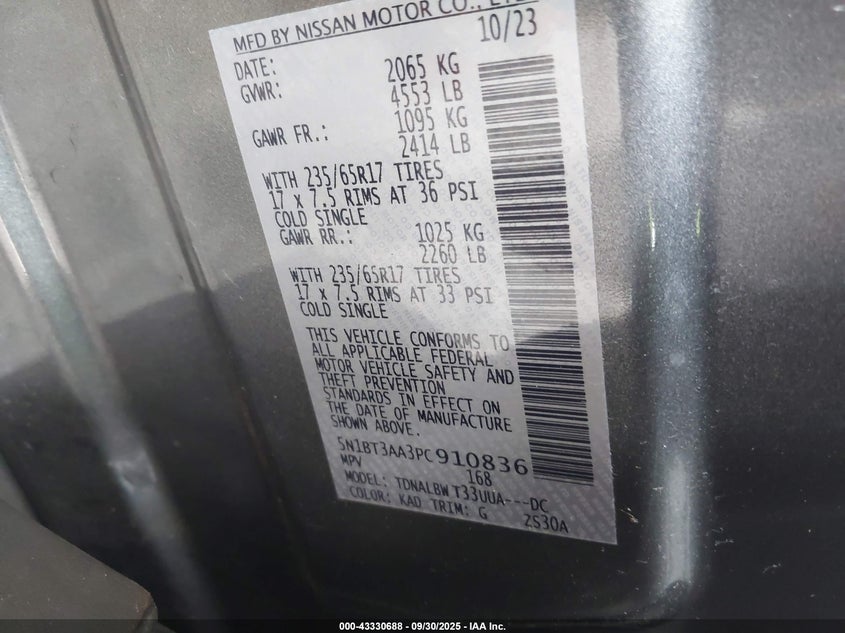 MFD BY NISSAN MOTOR CO., LTD.
DATE: 10/23
GVWR: 2065 KG
4553 LB
GAWR FR.: 1095 KG
2414 LB
WITH 235/65R17 TIRES
17 x 7.5 RIMS AT 36 PSI
COLD SINGLE
GAWR RR.: 1025 KG
2260 LB
WITH 235/65R17 TIRES
17 x 7.5 RIMS AT 33 PSI
COLD SINGLE
THIS VEHICLE CONFORMS TO
ALL APPLICABLE FEDERAL
MOTOR VEHICLE SAFETY AND
THEFT PREVENTION
STANDARDS IN EFFECT ON
THE DATE OF MANUFACTURE
SHOWN ABOVE.
5N1BT3AA3PC910836
MPV 168
MODEL: TDNALBW T33UUA---DC
COLOR: KAD TRIM: G ZS30A
000-43330688 - 09/30/2025 - IAA Inc.